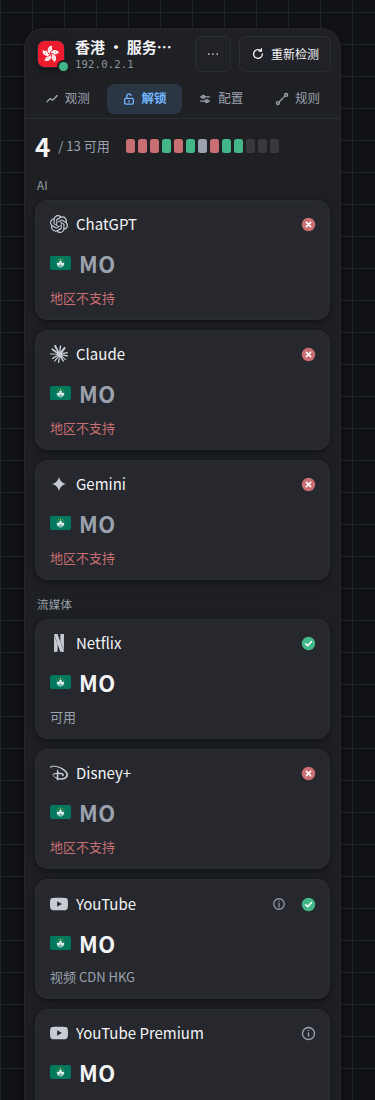 香港 · 服务…
192.0.2.1
… 重新检测
观测 解锁 配置 规则
4 / 13 可用
AI
ChatGPT
MO
地区不支持
Claude
MO
地区不支持
Gemini
MO
地区不支持
流媒体
Netflix
MO
可用
Disney+
MO
地区不支持
YouTube
MO
视频 CDN HKG
YouTube Premium
MO